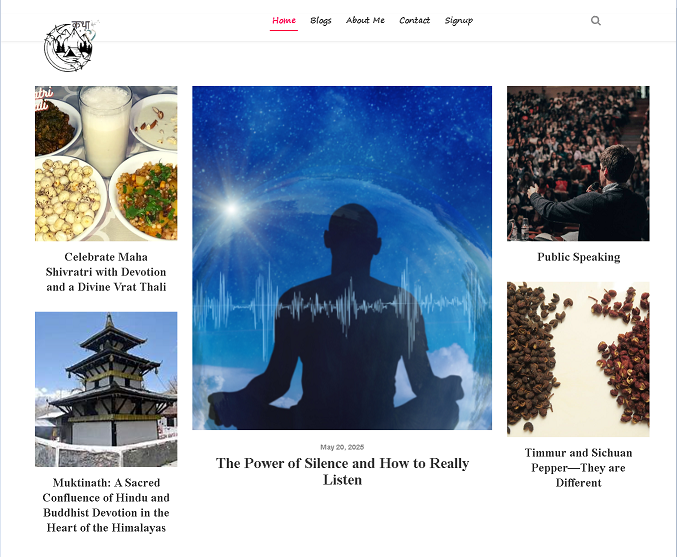 कथा
Home Blogs About Me Contact Signup
Celebrate Maha
Shivratri with Devotion
and a Divine Vrat Thali
Muktinath: A Sacred
Confluence of Hindu and
Buddhist Devotion in the
Heart of the Himalayas
May 20, 2025
The Power of Silence and How to Really
Listen
Public Speaking
Timmur and Sichuan
Pepper—They are
Different